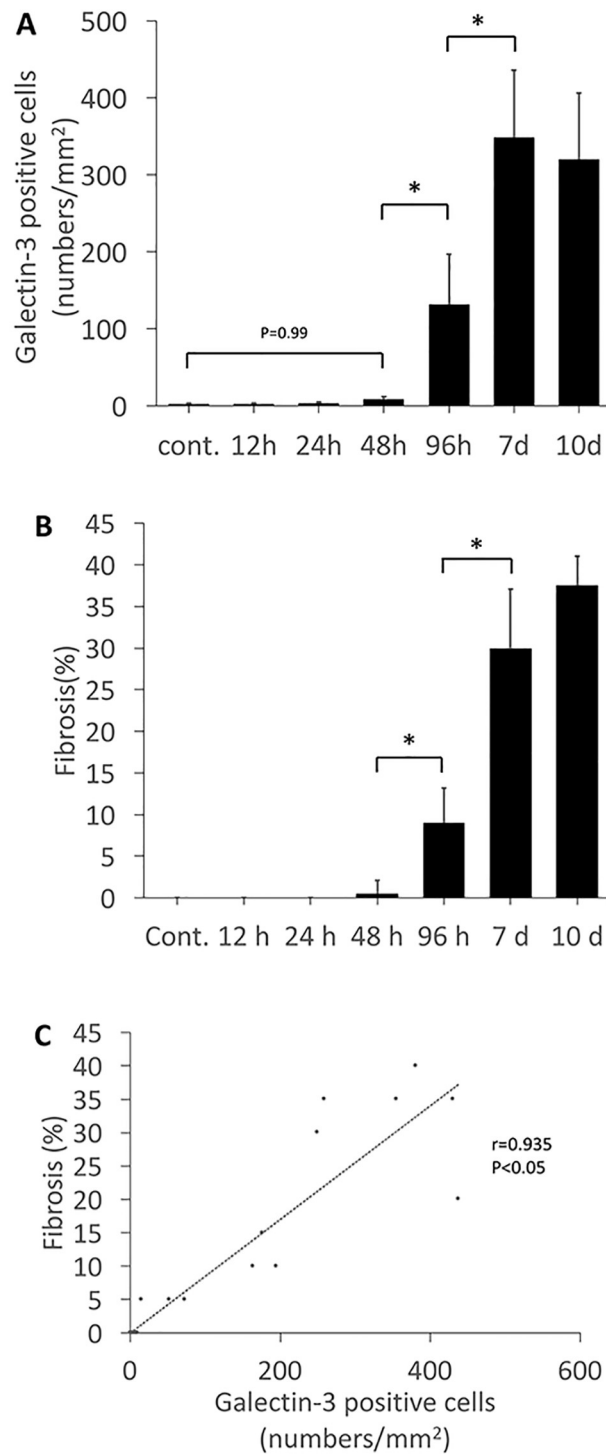 A
Galectin-3 positive cells
(numbers/mm²)
500
400
300
200
100
0
*
*
P=0.99
cont. 12h 24h 48h 96h 7d 10d
B
Fibrosis(%)
45
40
35
30
25
20
15
10
5
0
*
*
Cont. 12 h 24 h 48 h 96 h 7 d 10 d
C
Fibrosis (%)
45
40
35
30
25
20
15
10
5
0
r=0.935
P<0.05
0 200 400 600
Galectin-3 positive cells
(numbers/mm²)